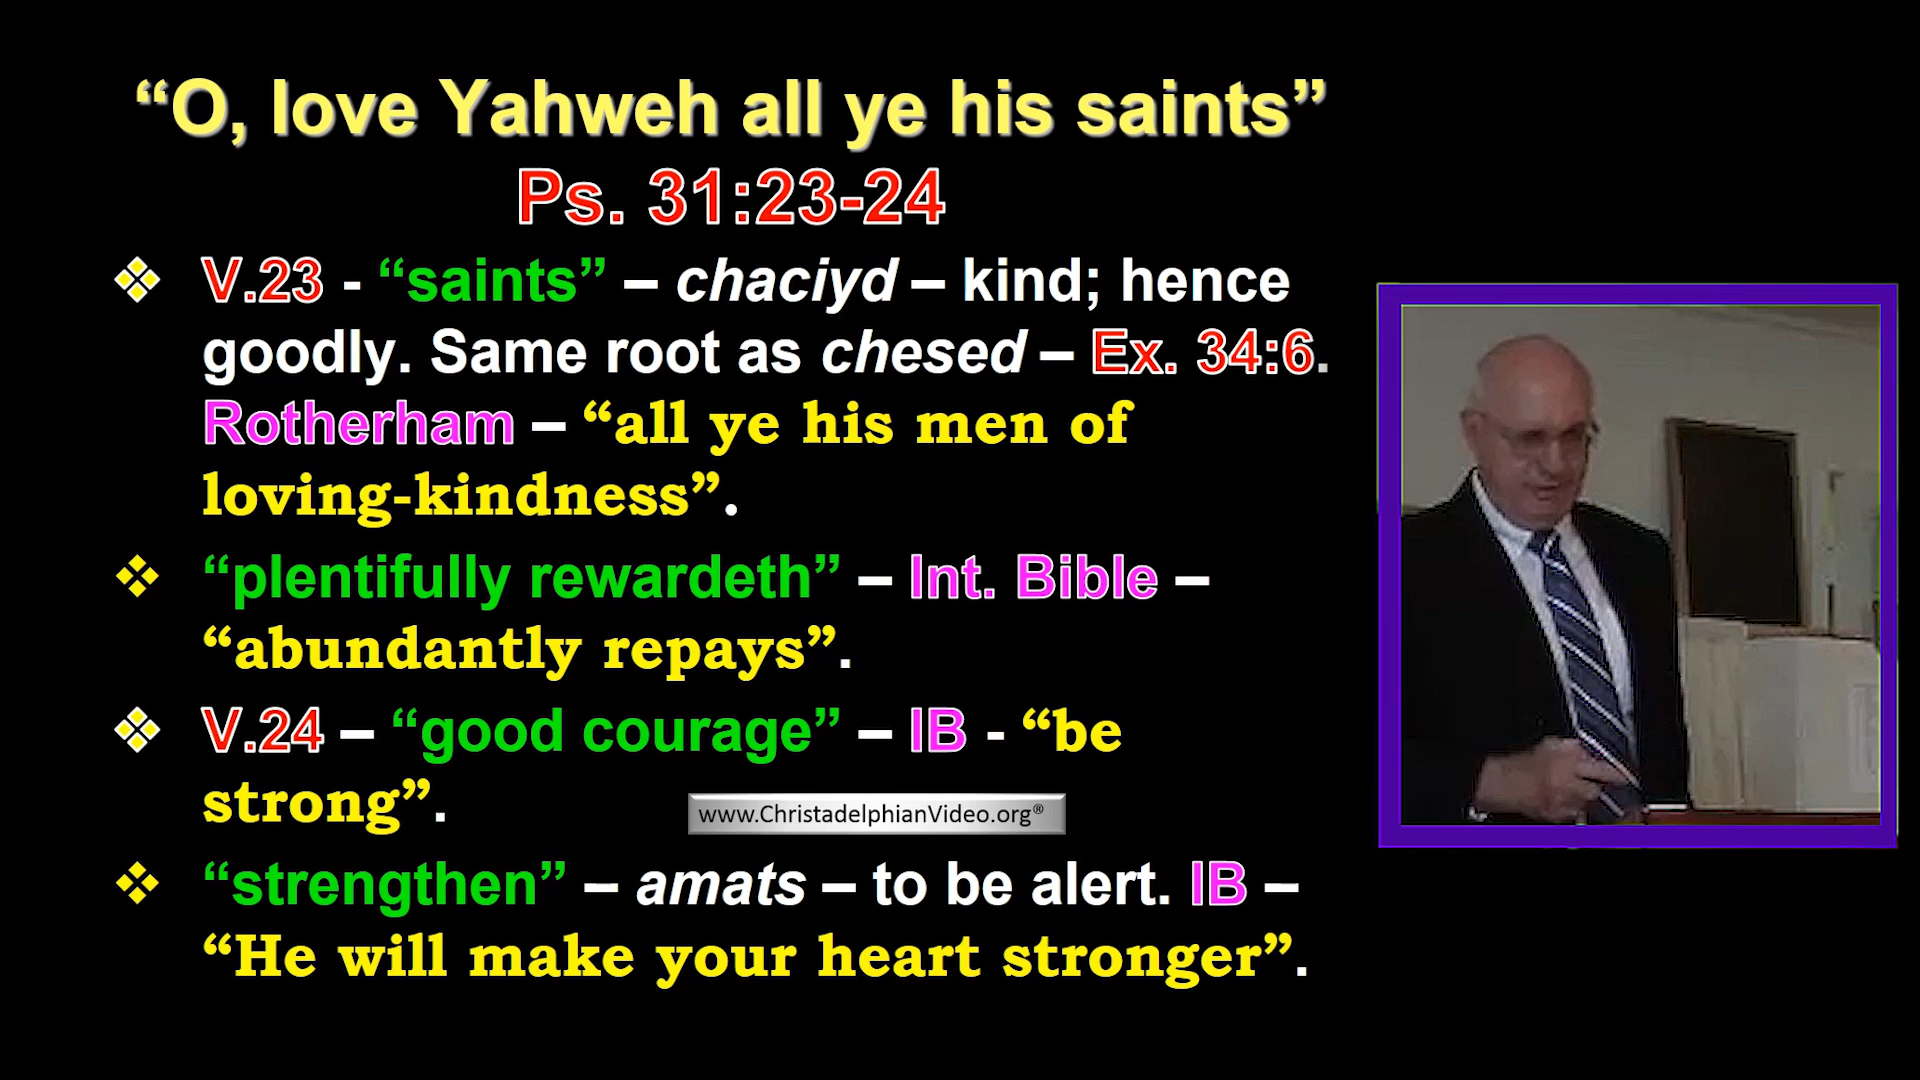 “O, love Yahweh all ye his saints”
Ps. 31:23-24
V.23 - “saints” – chaciyd – kind; hence
goodly. Same root as chesed – Ex. 34:6.
Rotherham – “all ye his men of
loving-kindness”.
“plentifully rewardeth” – Int. Bible –
“abundantly repays”.
V.24 – “good courage” – IB - “be
strong”.
www.ChristadelphianVideo.org®
“strengthen” – amats – to be alert. IB –
“He will make your heart stronger”.